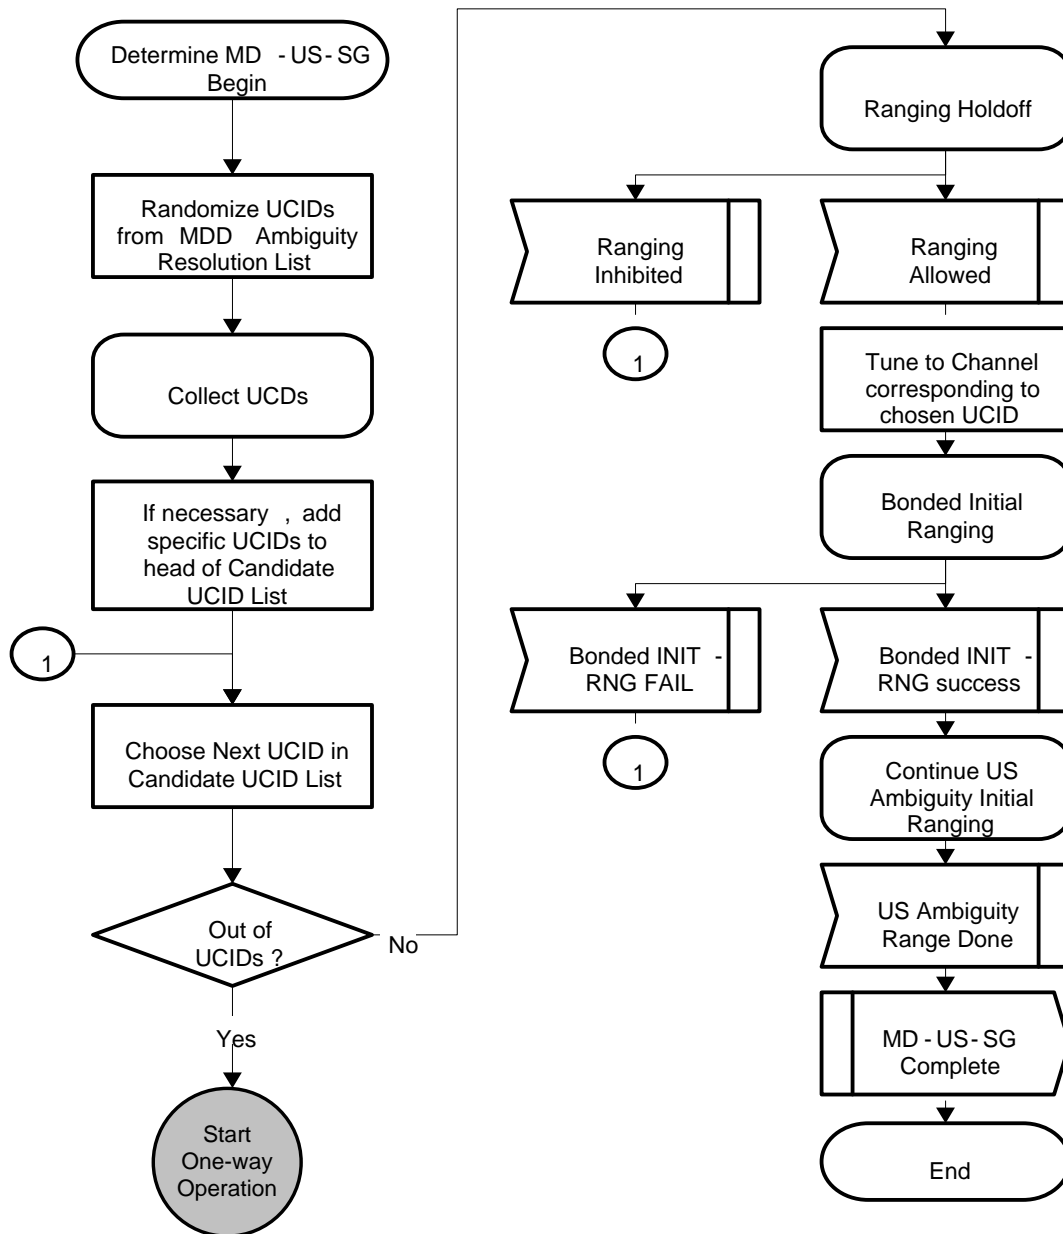 Determine MD - US- SG
Begin
Randomize UCIDs
from MDD Ambiguity
Resolution List
Collect UCDs
If necessary , add
specific UCIDs to
head of Candidate
UCID List
1
Choose Next UCID in
Candidate UCID List
Out of
UCIDs ?
No
Yes
Start
One-way
Operation
Ranging Holdoff
Ranging
Inhibited
Ranging
Allowed
1
Tune to Channel
corresponding to
chosen UCID
Bonded Initial
Ranging
Bonded INIT -
RNG FAIL
Bonded INIT -
RNG success
1
Continue US
Ambiguity Initial
Ranging
US Ambiguity
Range Done
MD - US- SG
Complete
End